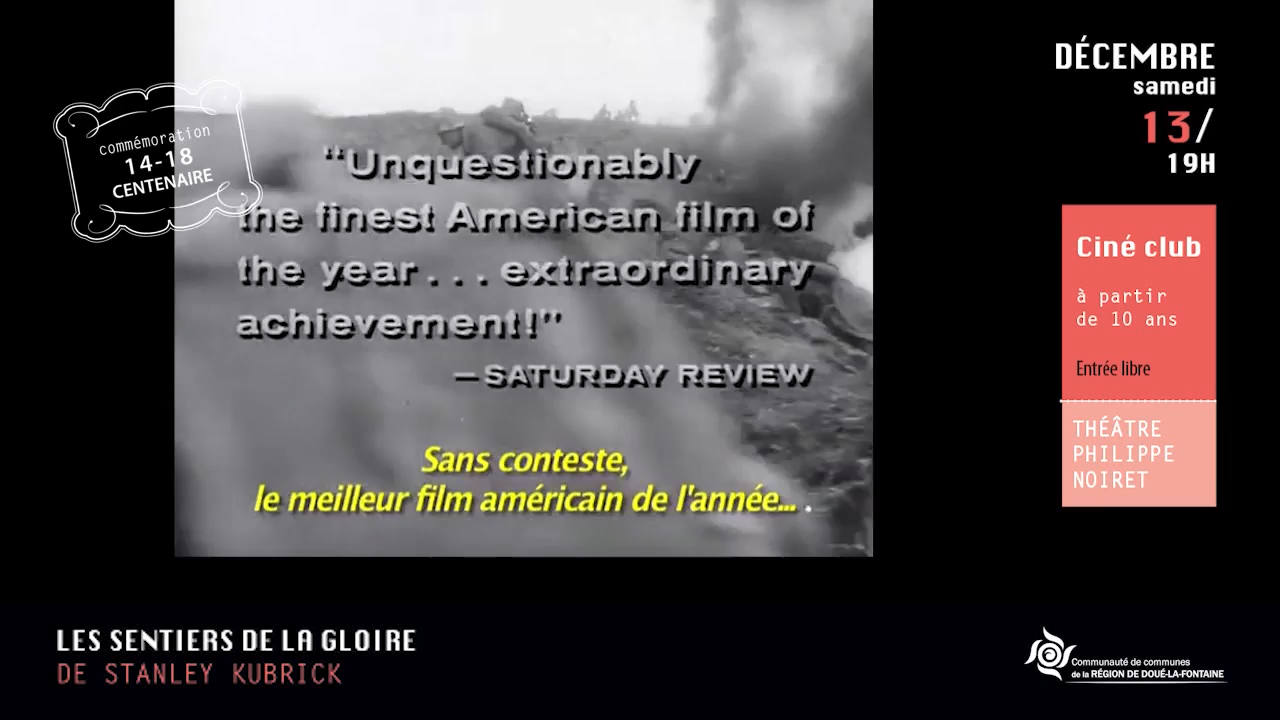 commémoration
14-18
CENTENAIRE
"Unquestionably
the finest American film of
the year . . . extraordinary
achievement!"
— SATURDAY REVIEW
Sans conteste,
le meilleur film américain de l'année... .
DÉCEMBRE
samedi
13/
19H
Ciné club
à partir
de 10 ans
Entrée libre
THÉÂTRE
PHILIPPE
NOIRET
LES SENTIERS DE LA GLOIRE
DE STANLEY KUBRICK
Communauté de communes
de la RÉGION DE DOUÉ-LA-FONTAINE